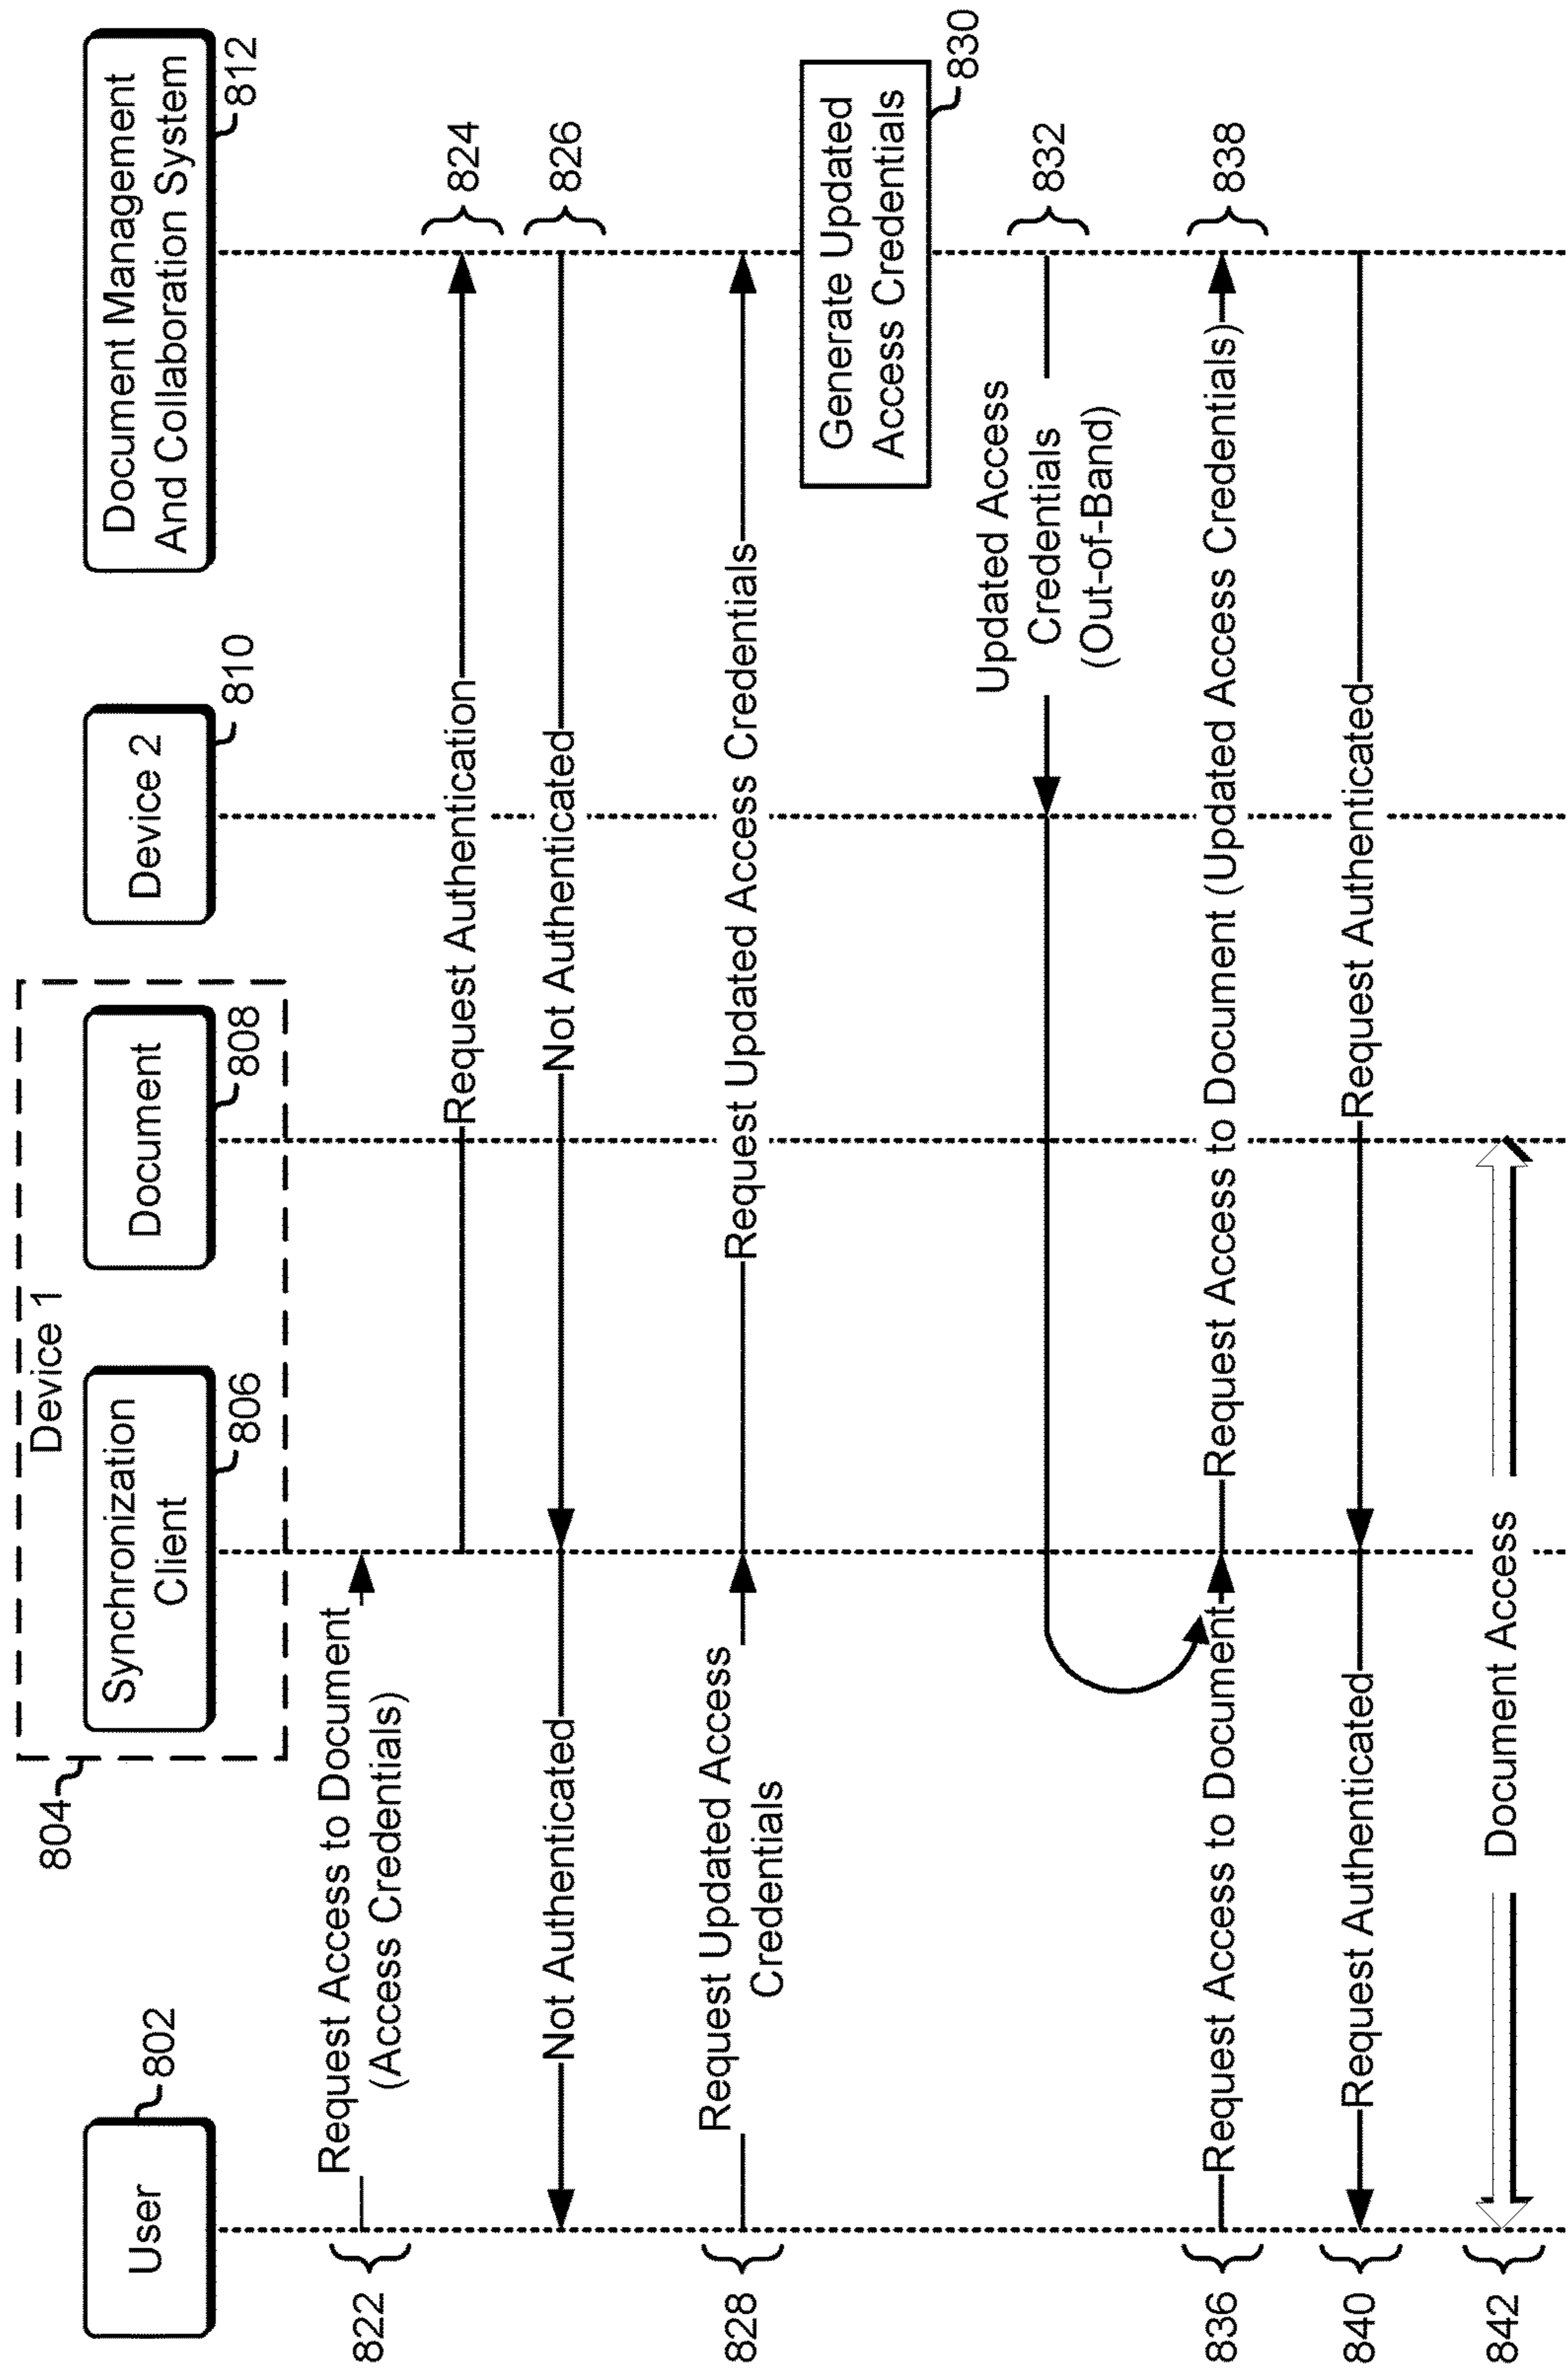 User
802
804
Device 1
Synchronization
Client
806
Document
808
Device 2
810
Document Management
And Collaboration System
812
822
Request Access to Document
(Access Credentials)
Request Authentication
824
Not Authenticated
Not Authenticated
826
828
Request Updated Access
Credentials
Request Updated Access Credentials
Generate Updated
Access Credentials
830
Updated Access
Credentials
(Out-of-Band)
832
836
Request Access to Document
Request Access to Document (Updated Access Credentials)
838
840
Request Authenticated
Request Authenticated
842
Document Access